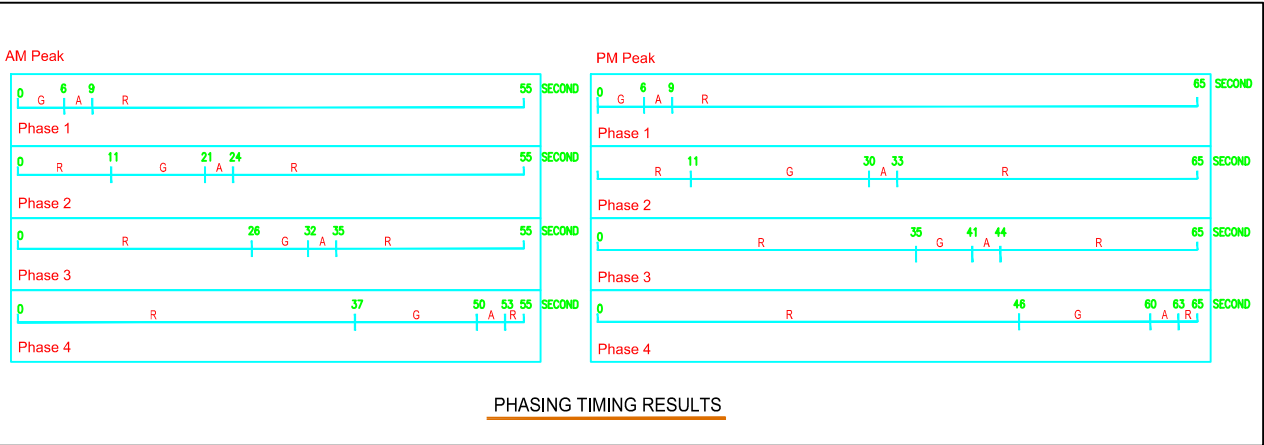 AM Peak
0 6 9 55 SECOND
G A R
Phase 1
0 11 21 24 55 SECOND
R G A R
Phase 2
0 26 32 35 55 SECOND
R G A R
Phase 3
0 37 50 53 55 SECOND
R G A R
Phase 4
PM Peak
0 6 9 65 SECOND
G A R
Phase 1
0 11 30 33 65 SECOND
R G A R
Phase 2
0 35 41 44 65 SECOND
R G A R
Phase 3
0 46 60 63 65 SECOND
R G A R
Phase 4
PHASING TIMING RESULTS